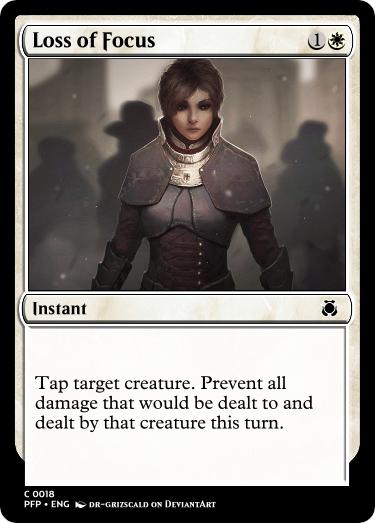 Loss of Focus 1
Instant
Tap target creature. Prevent all
damage that would be dealt to and
dealt by that creature this turn.
C 0018
PFP • ENG DR-GRIZSCALD ON DEVIANTART